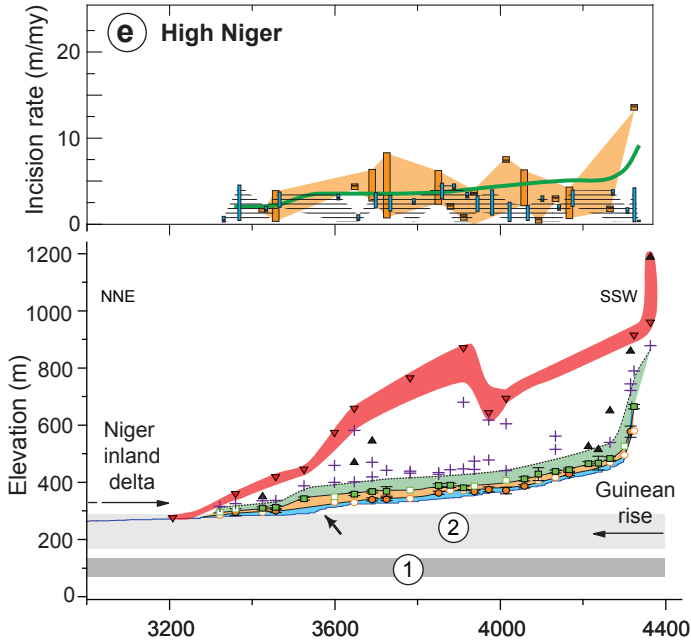 e High Niger
Incision rate (m/my)
20
10
0
1200
1000
800
600
400
200
0
Elevation (m)
NNE
SSW
Niger
inland
delta
Guinean
rise
2
1
3200 3600 4000 4400